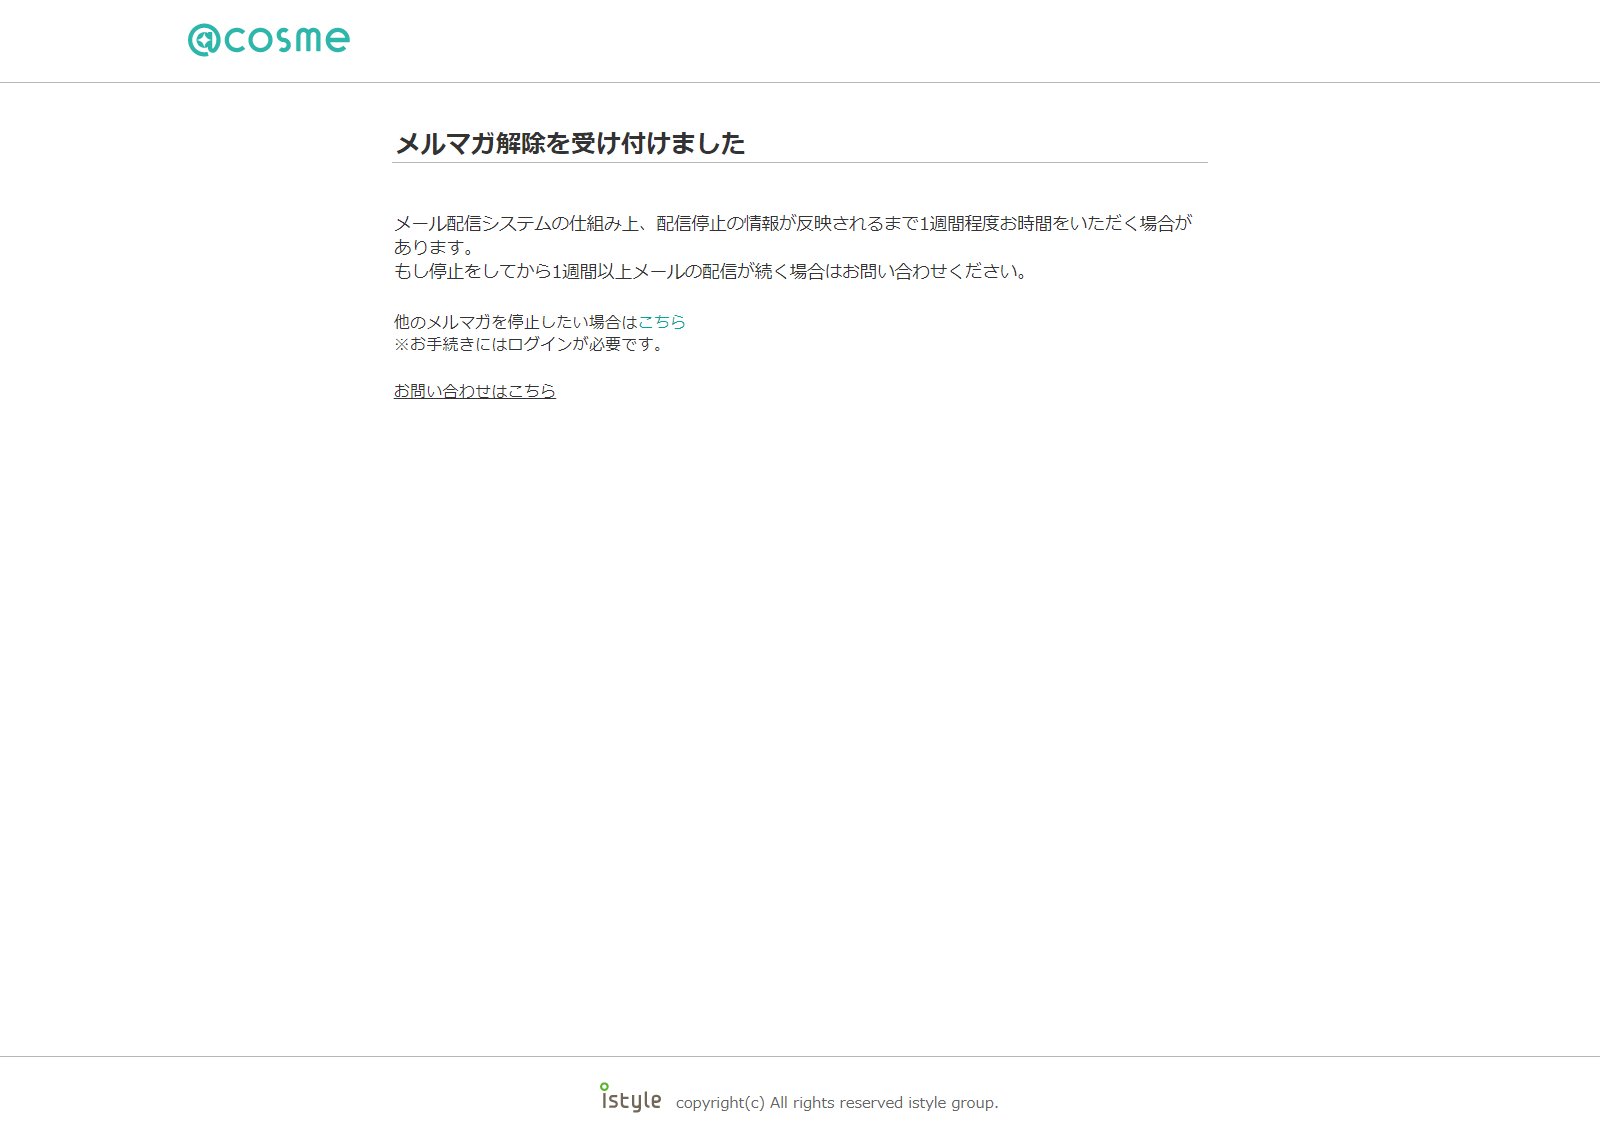 @cosme
メルマガ解除を受け付けました
メール配信システムの仕組み上、配信停止の情報が反映されるまで1週間程度お時間をいただく場合が
あります。
もし停止をしてから1週間以上メールの配信が続く場合はお問い合わせください。
他のメルマガを停止したい場合はこちら
※お手続きにはログインが必要です。
お問い合わせはこちら
istyle copyright(c) All rights reserved istyle group.